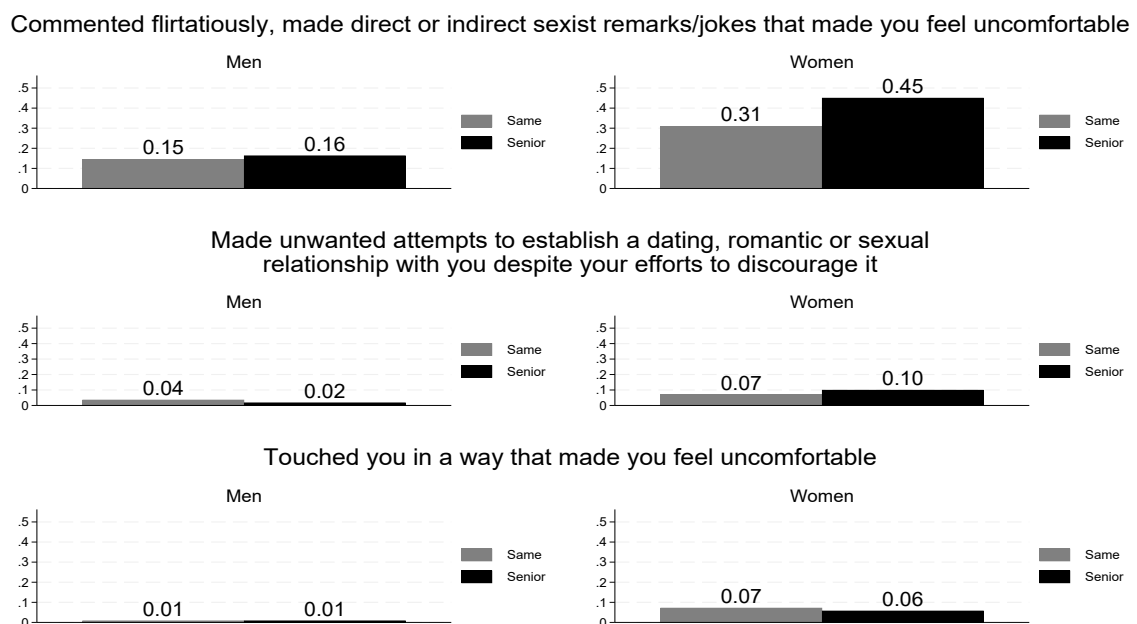 Commented flirtatiously, made direct or indirect sexist remarks/jokes that made you feel uncomfortable
Men
.5
.4
.3
.2
.1
0
0.15
0.16
Same
Senior
Women
.5
.4
.3
.2
.1
0
0.31
0.45
Same
Senior
Made unwanted attempts to establish a dating, romantic or sexual
relationship with you despite your efforts to discourage it
Men
.5
.4
.3
.2
.1
0
0.04
0.02
Same
Senior
Women
.5
.4
.3
.2
.1
0
0.07
0.10
Same
Senior
Touched you in a way that made you feel uncomfortable
Men
.5
.4
.3
.2
.1
0
0.01
0.01
Same
Senior
Women
.5
.4
.3
.2
.1
0
0.07
0.06
Same
Senior